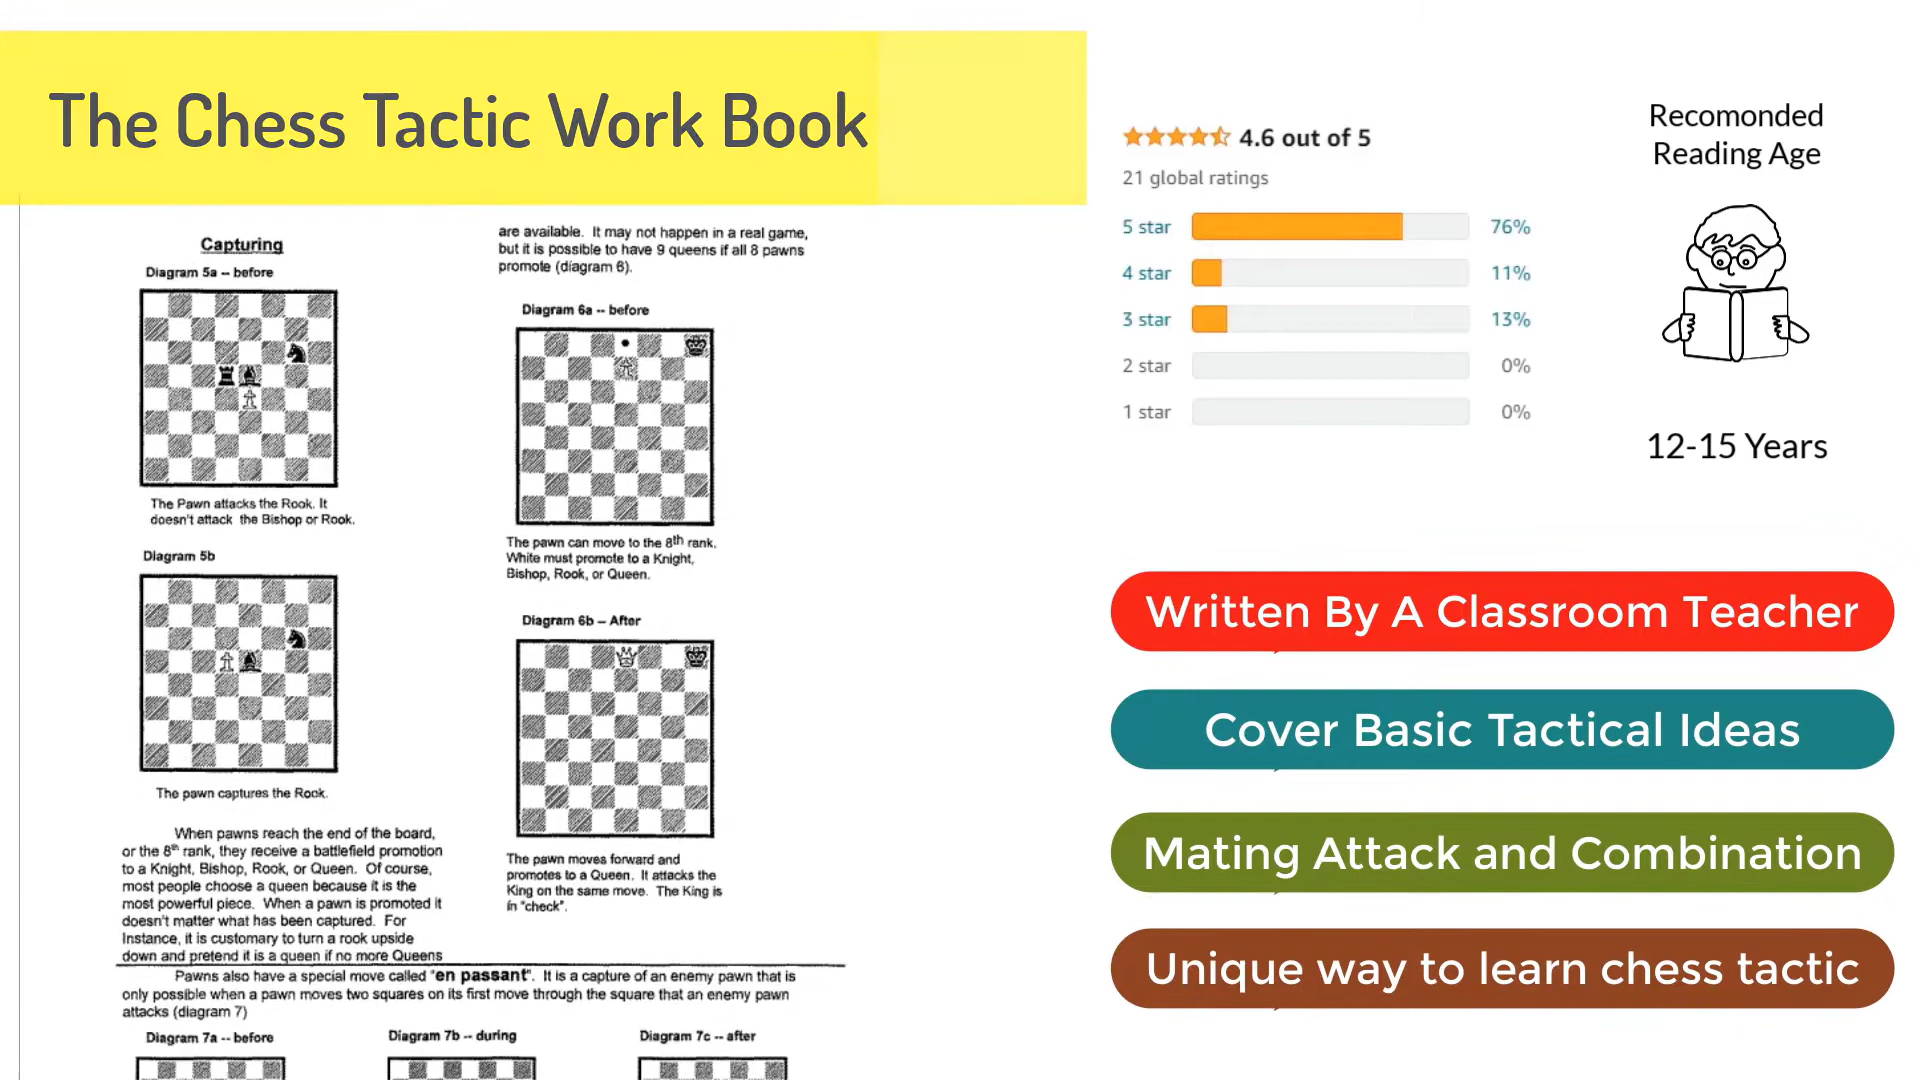 The Chess Tactic Work Book
Capturing
Diagram 5a -- before
The Pawn attacks the Rook. It
doesn't attack the Bishop or Rook.
Diagram 5b
The pawn captures the Rook.
When pawns reach the end of the board,
or the 8th rank, they receive a battlefield promotion
to a Knight, Bishop, Rook, or Queen. Of course,
most people choose a queen because it is the
most powerful piece. When a pawn is promoted it
doesn't matter what has been captured. For
Instance, it is customary to turn a rook upside
down and pretend it is a queen if no more Queens
are available. It may not happen in a real game,
but it is possible to have 9 queens if all 8 pawns
promote (diagram 6).
Diagram 6a -- before
The pawn can move to the 8th rank.
White must promote to a Knight,
Bishop, Rook, or Queen.
Diagram 6b -- After
The pawn moves forward and
promotes to a Queen. It attacks the
King on the same move. The King is
in "check".
Pawns also have a special move called "en passant". It is a capture of an enemy pawn that is
only possible when a pawn moves two squares on its first move through the square that an enemy pawn
attacks (diagram 7)
Diagram 7a -- before
Diagram 7b -- during
Diagram 7c -- after
4.6 out of 5
21 global ratings
5 star 76%
4 star 11%
3 star 13%
2 star 0%
1 star 0%
Recomonded
Reading Age
12-15 Years
Written By A Classroom Teacher
Cover Basic Tactical Ideas
Mating Attack and Combination
Unique way to learn chess tactic